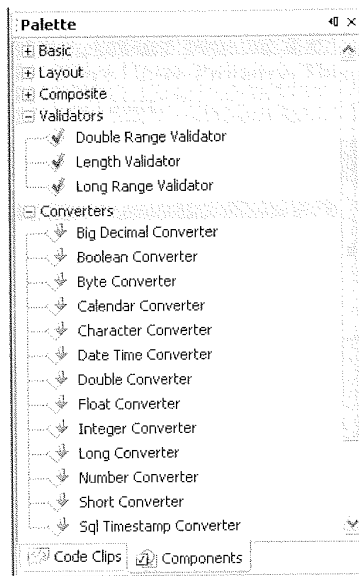 Palette
Basic
Layout
Composite
Validators
Double Range Validator
Length Validator
Long Range Validator
Converters
Big Decimal Converter
Boolean Converter
Byte Converter
Calendar Converter
Character Converter
Date Time Converter
Double Converter
Float Converter
Integer Converter
Long Converter
Number Converter
Short Converter
Sql Timestamp Converter
Code Clips Components